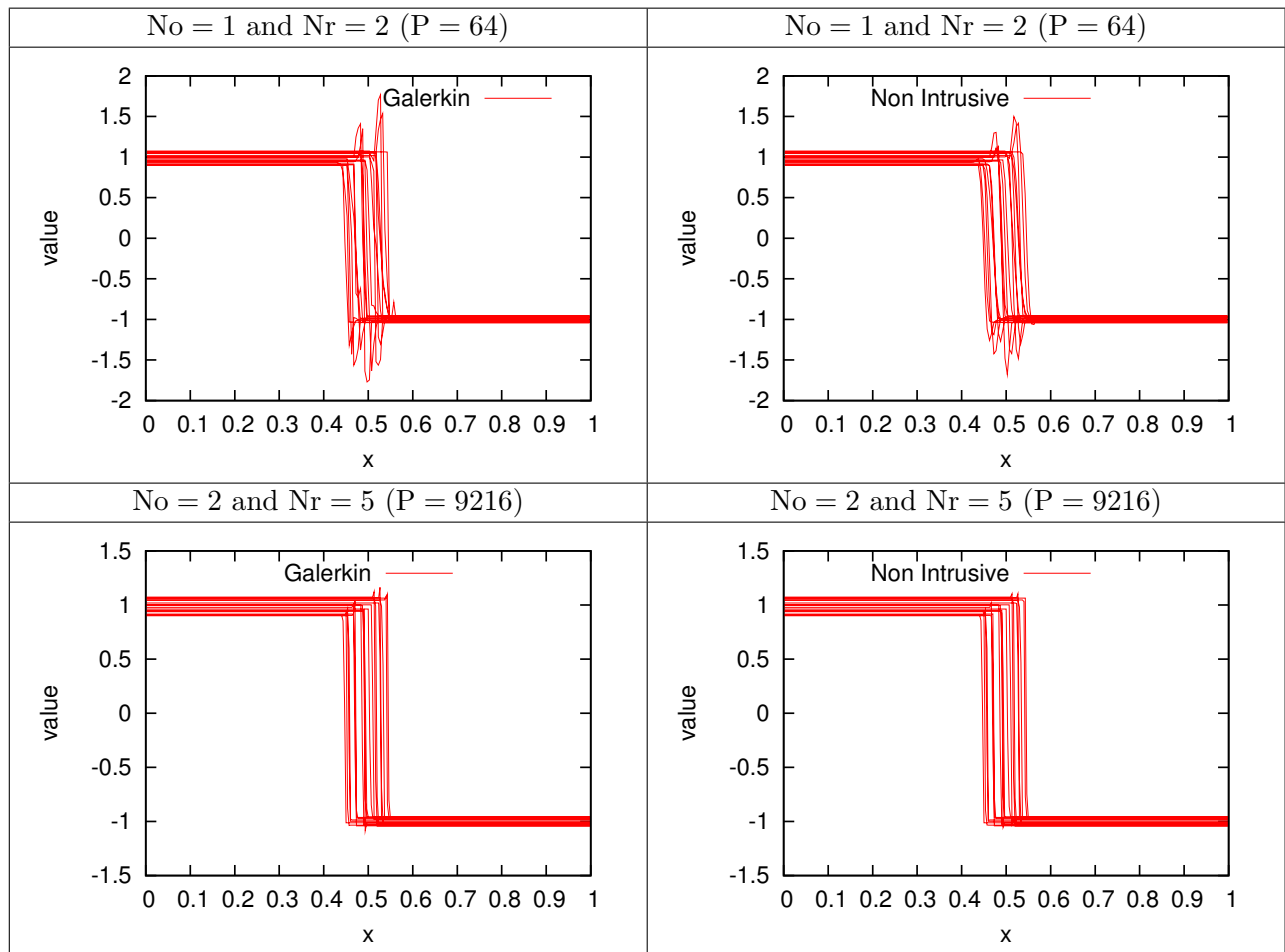 No = 1 and Nr = 2 (P = 64)
No = 1 and Nr = 2 (P = 64)
2
1.5
1
0.5
0
-0.5
-1
-1.5
-2
value
Galerkin
0 0.1 0.2 0.3 0.4 0.5 0.6 0.7 0.8 0.9 1
x
2
1.5
1
0.5
0
-0.5
-1
-1.5
-2
value
Non Intrusive
0 0.1 0.2 0.3 0.4 0.5 0.6 0.7 0.8 0.9 1
x
No = 2 and Nr = 5 (P = 9216)
No = 2 and Nr = 5 (P = 9216)
1.5
1
0.5
0
-0.5
-1
-1.5
value
Galerkin
0 0.1 0.2 0.3 0.4 0.5 0.6 0.7 0.8 0.9 1
x
1.5
1
0.5
0
-0.5
-1
-1.5
value
Non Intrusive
0 0.1 0.2 0.3 0.4 0.5 0.6 0.7 0.8 0.9 1
x